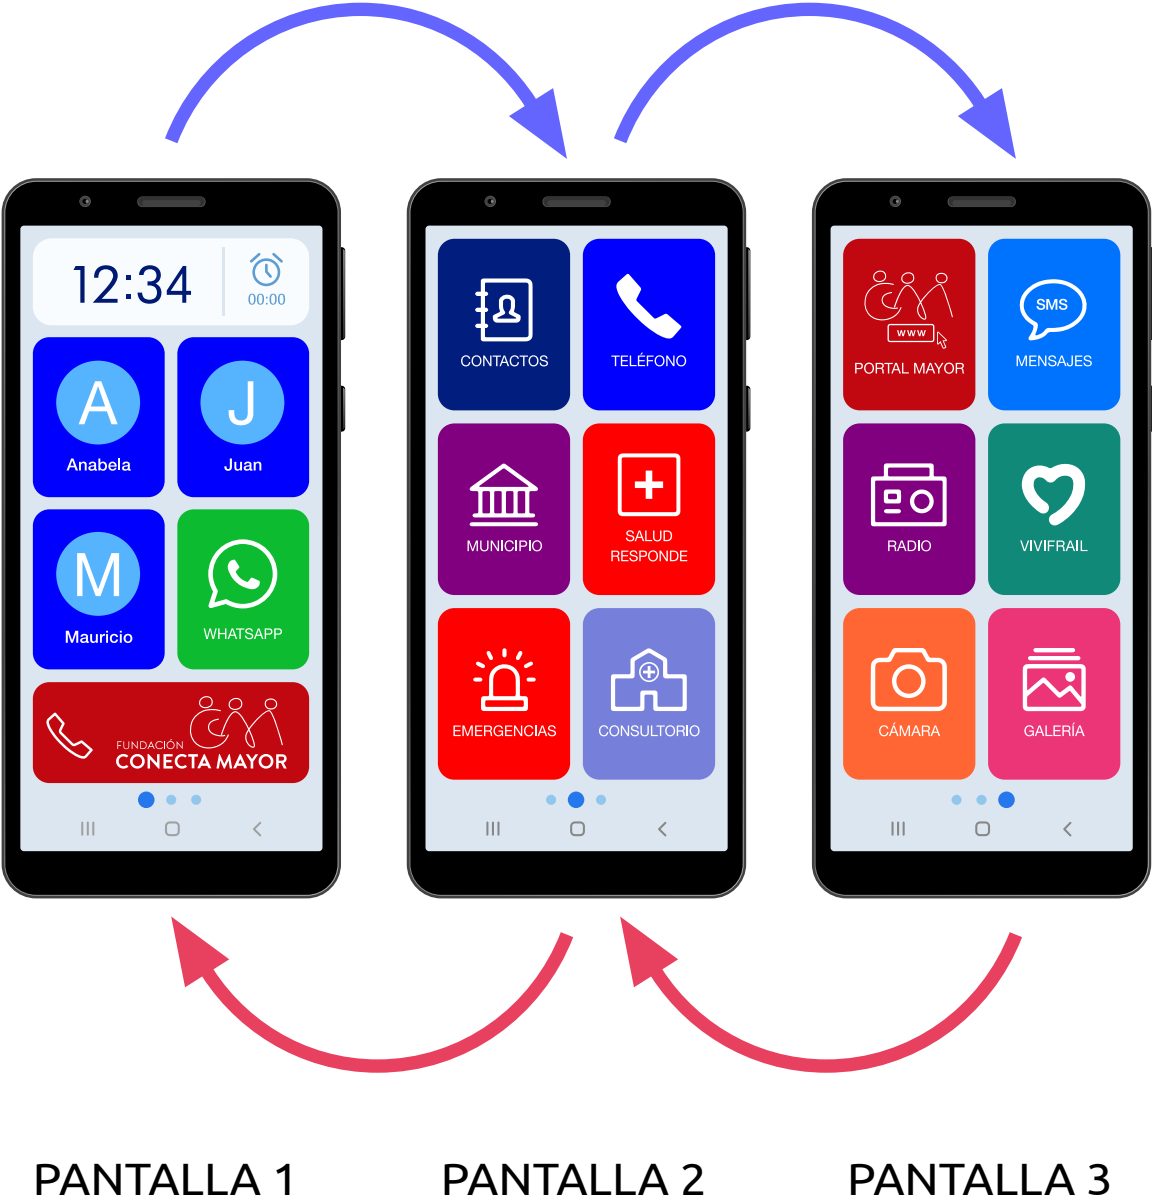 12:34
00:00
A
J
Anabela
Juan
M
Mauricio
WHATSAPP
FUNDACIÓN
CONECTA MAYOR
CONTACTOS
TELÉFONO
MUNICIPIO
SALUD
RESPONDE
EMERGENCIAS
CONSULTORIO
www
PORTAL MAYOR
SMS
MENSAJES
RADIO
VIVIFRAIL
CÁMARA
GALERÍA
PANTALLA 1
PANTALLA 2
PANTALLA 3